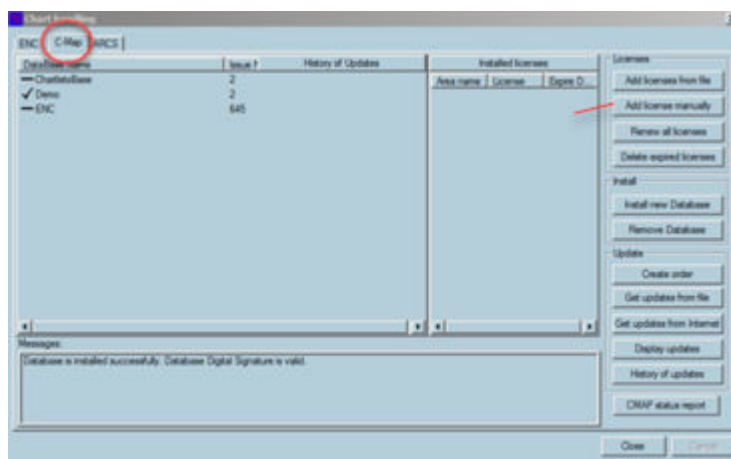 Chart handling
ENC C-Map ARCS
DataBase name Issue N History of Updates
ChartletsBase 2
Demo 2
ENC 645
Installed licenses
Area name License Expire D...
Licenses
Add licenses from file
Add license manually
Renew all licenses
Delete expired licenses
Install
Install new Database
Remove Database
Update
Create order
Get updates from file
Get updates from Internet
Display updates
History of updates
CMAP status report
Messages:
Database is installed successfully. Database Digital Signature is valid.
Close Cancel